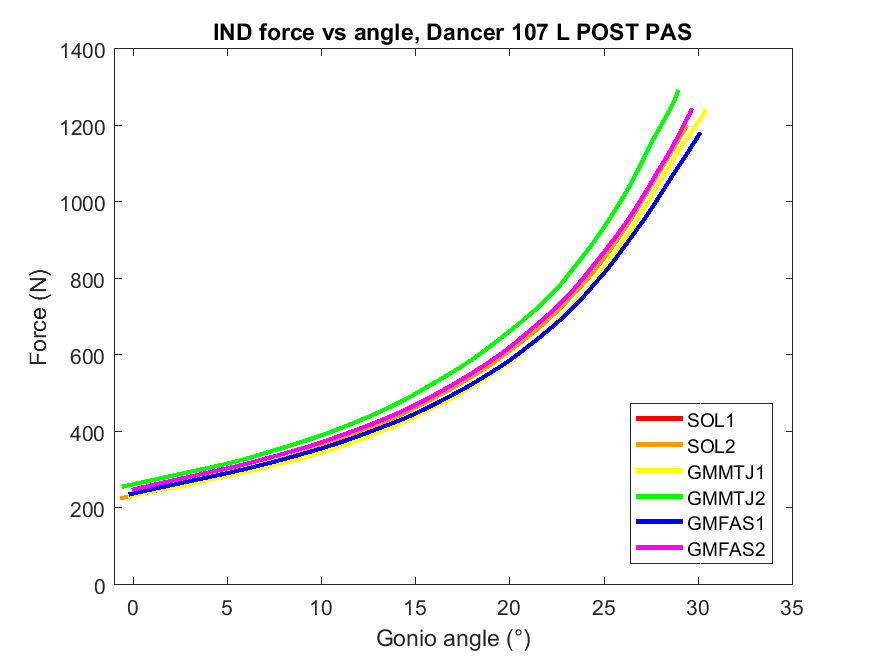 IND force vs angle, Dancer 107 L POST PAS
1400
1200
1000
800
600
400
200
0
Force (N)
SOL1
SOL2
GMMTJ1
GMMTJ2
GMFAS1
GMFAS2
0 5 10 15 20 25 30 35
Gonio angle (°)